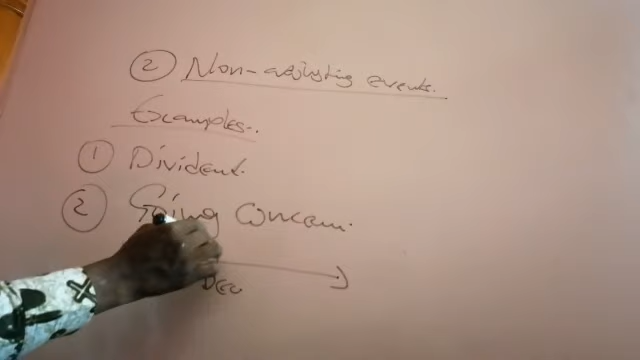 ② Non-adjusting events.
Examples:.
① Divident.
② Going Concern.
DEC